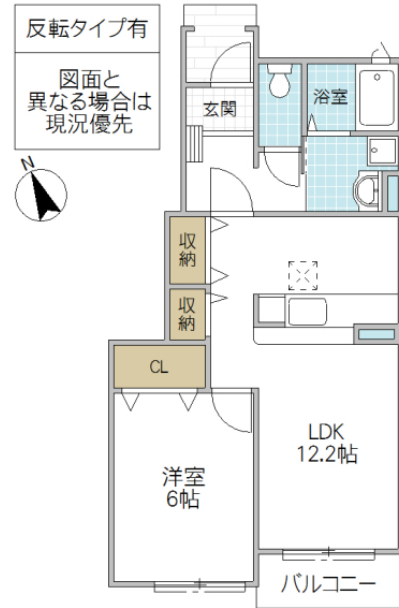 反転タイプ有
図面と
異なる場合は
現況優先
N
玄関
浴室
収
納
収
納
CL
LDK
12.2帖
洋室
6帖
バルコニー